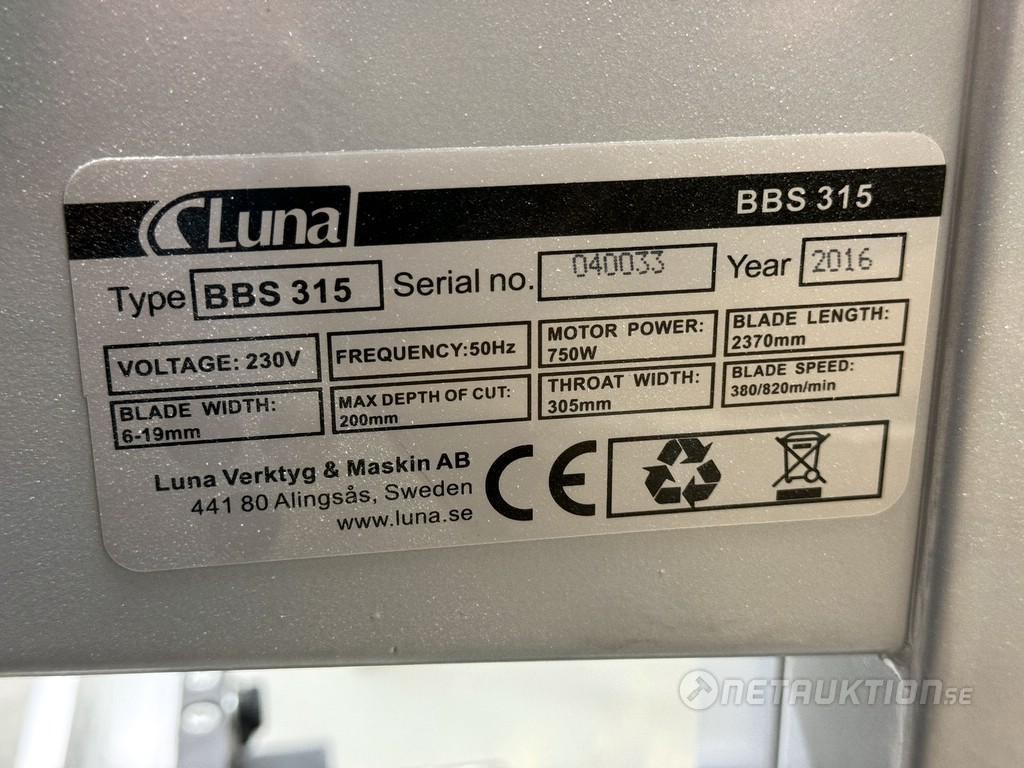 Luna BBS 315
Type BBS 315 Serial no. 040033 Year 2016
VOLTAGE: 230V
FREQUENCY:50Hz
MOTOR POWER:
750W
BLADE LENGTH:
2370mm
BLADE WIDTH:
6-19mm
MAX DEPTH OF CUT:
200mm
THROAT WIDTH:
305mm
BLADE SPEED:
380/820m/min
Luna Verktyg & Maskin AB
441 80 Alingsås, Sweden
www.luna.se
CE
NETAUKTION.SE